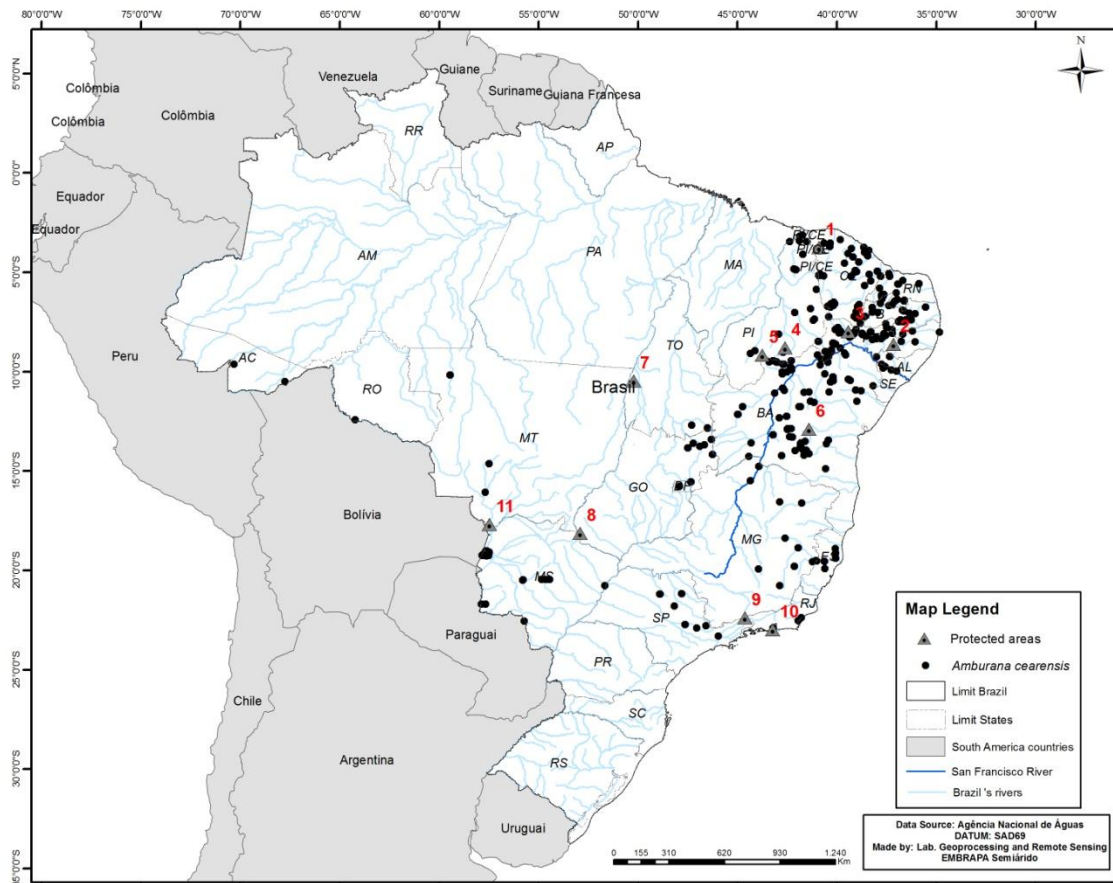 80°0'0"W 75°0'0"W 70°0'0"W 65°0'0"W 60°0'0"W 55°0'0"W 50°0'0"W 45°0'0"W 40°0'0"W 35°0'0"W 30°0'0"W
N
5°0'0"N
0°0'0"
5°0'0"S
10°0'0"S
15°0'0"S
20°0'0"S
25°0'0"S
30°0'0"S
35°0'0"S
Venezuela
Guiane
Suriname
Guiana Francesa
Colômbia
Colômbia
Colômbia
Equador
Equador
RR
AP
AM
PA
MA
1
PI/CE
PI/CE
RN
3
2
4
5
PI
TO
7
Brasil
AL
SE
6
BA
Peru
AC
RO
MT
GO
DF
Bolívia
11
8
MG
ES
MS
9
10
RJ
SP
Paraguai
PR
Chile
SC
Argentina
RS
Uruguai
Map Legend
Protected areas
Amburana cearensis
Limit Brazil
Limit States
South America countries
San Francisco River
Brazil 's rivers
Data Source: Agência Nacional de Águas
DATUM: SAD69
Made by: Lab. Geoprocessing and Remote Sensing
EMBRAPA Semiárido
0 155 310 620 930 1.240
Km